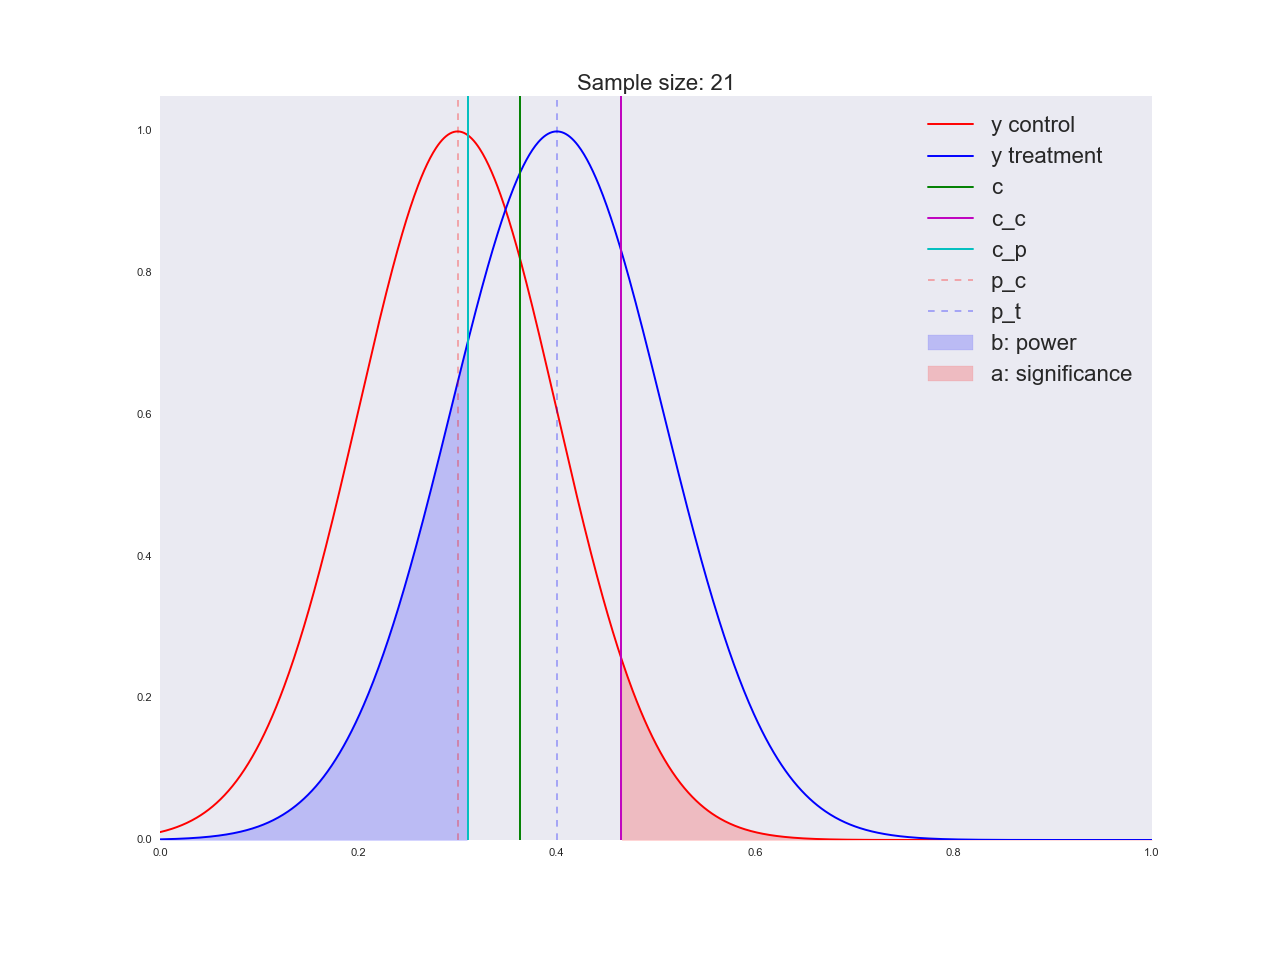 Sample size: 21
y control
y treatment
c
c_c
c_p
p_c
p_t
b: power
a: significance
1.0
0.8
0.6
0.4
0.2
0.0
0.0 0.2 0.4 0.6 0.8 1.0